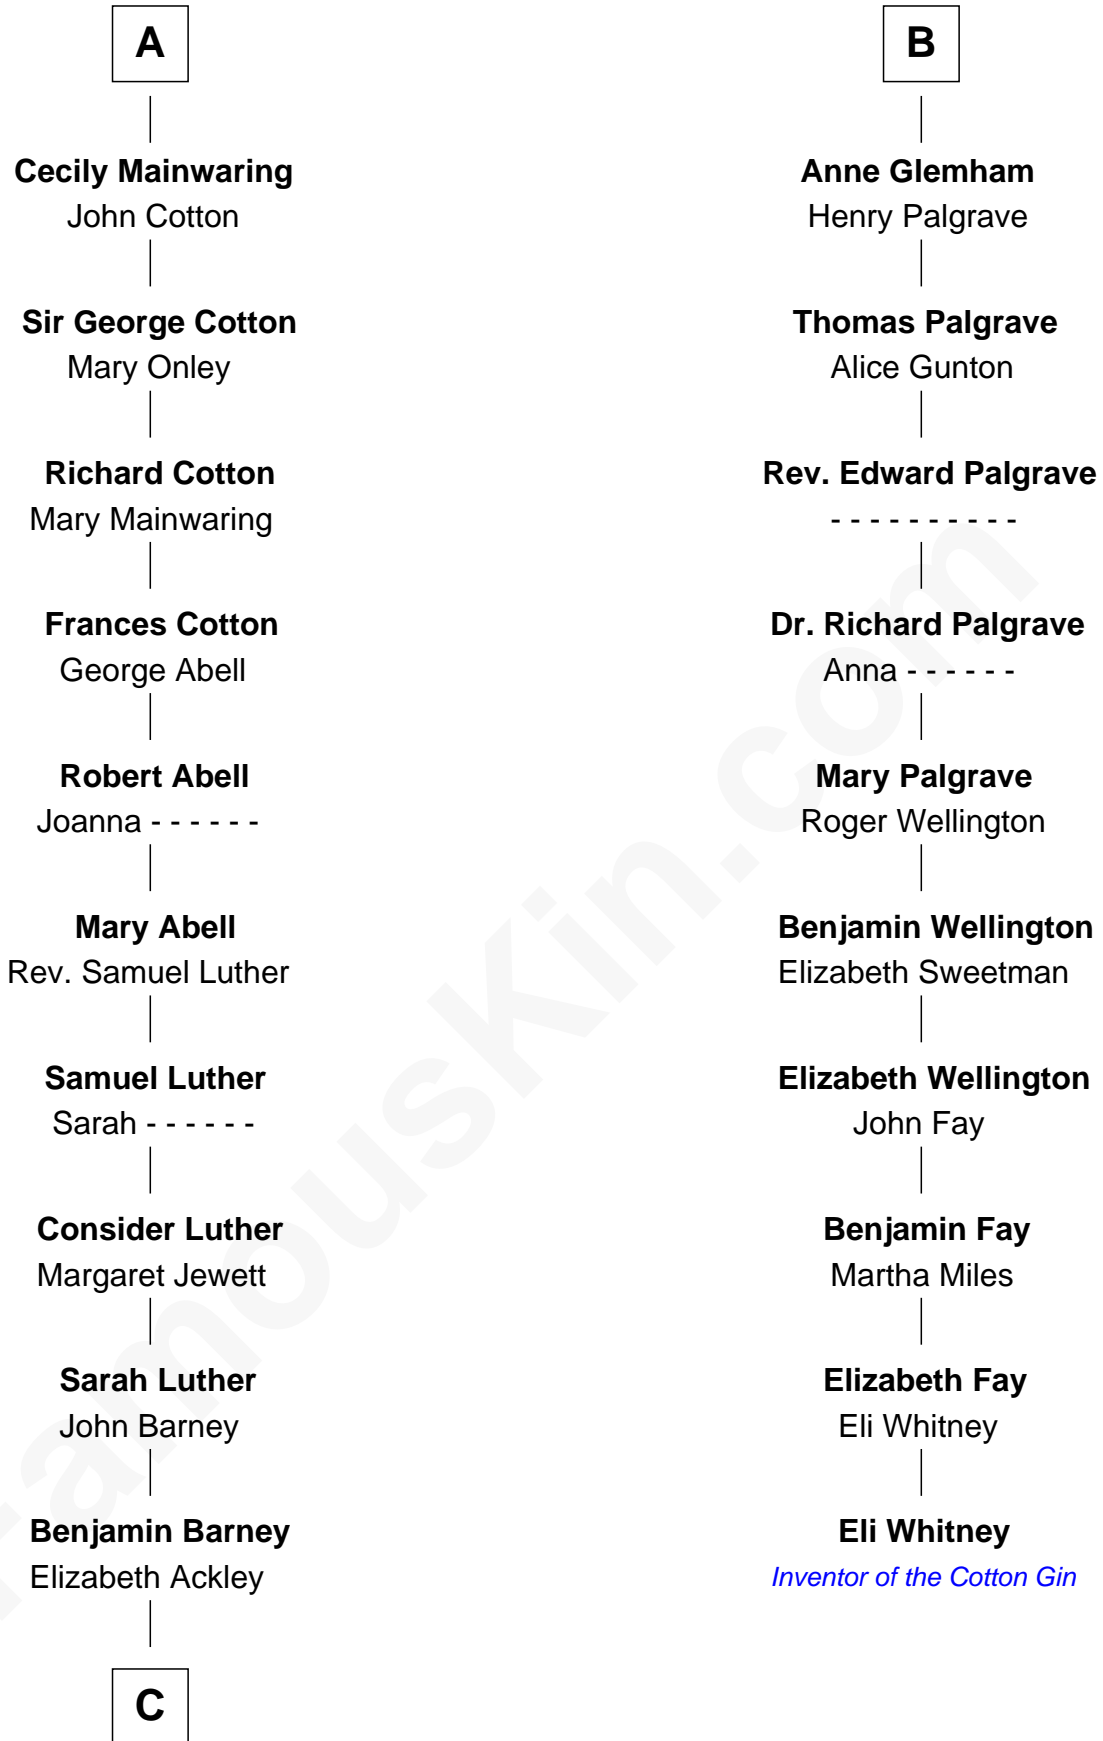 A
Cecily Mainwaring
John Cotton
Sir George Cotton
Mary Onley
Richard Cotton
Mary Mainwaring
Frances Cotton
George Abell
Robert Abell
Joanna - - - - - -
Mary Abell
Rev. Samuel Luther
Samuel Luther
Sarah - - - - - -
Consider Luther
Margaret Jewett
Sarah Luther
John Barney
Benjamin Barney
Elizabeth Ackley
C
B
Anne Glemham
Henry Palgrave
Thomas Palgrave
Alice Gunton
Rev. Edward Palgrave
- - - - - - - - - -
Dr. Richard Palgrave
Anna - - - - - -
Mary Palgrave
Roger Wellington
Benjamin Wellington
Elizabeth Sweetman
Elizabeth Wellington
John Fay
Benjamin Fay
Martha Miles
Elizabeth Fay
Eli Whitney
Eli Whitney
Inventor of the Cotton Gin
FamousKin.com